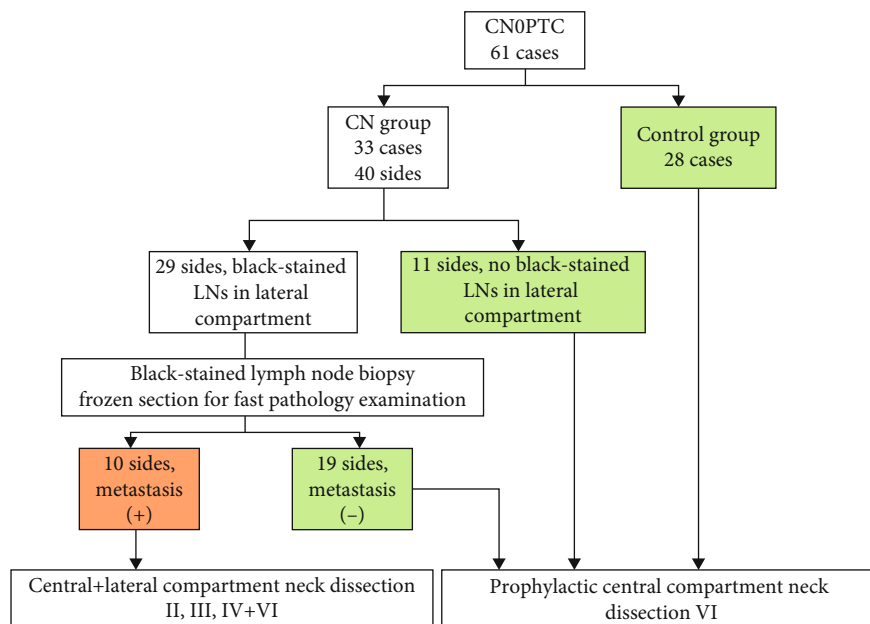 CN0PTC
61 cases
CN group
33 cases
40 sides
Control group
28 cases
29 sides, black-stained
LNs in lateral
compartment
11 sides, no black-stained
LNs in lateral
compartment
Black-stained lymph node biopsy
frozen section for fast pathology examination
10 sides,
metastasis
(+)
19 sides,
metastasis
(–)
Central+lateral compartment neck dissection
II, III, IV+VI
Prophylactic central compartment neck
dissection VI